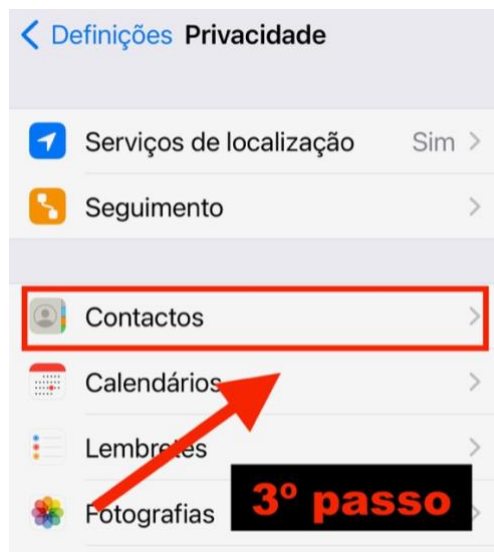 Definições Privacidade
Serviços de localização Sim
Seguimento
Contactos
Calendários
Lembretes
Fotografias
3º passo